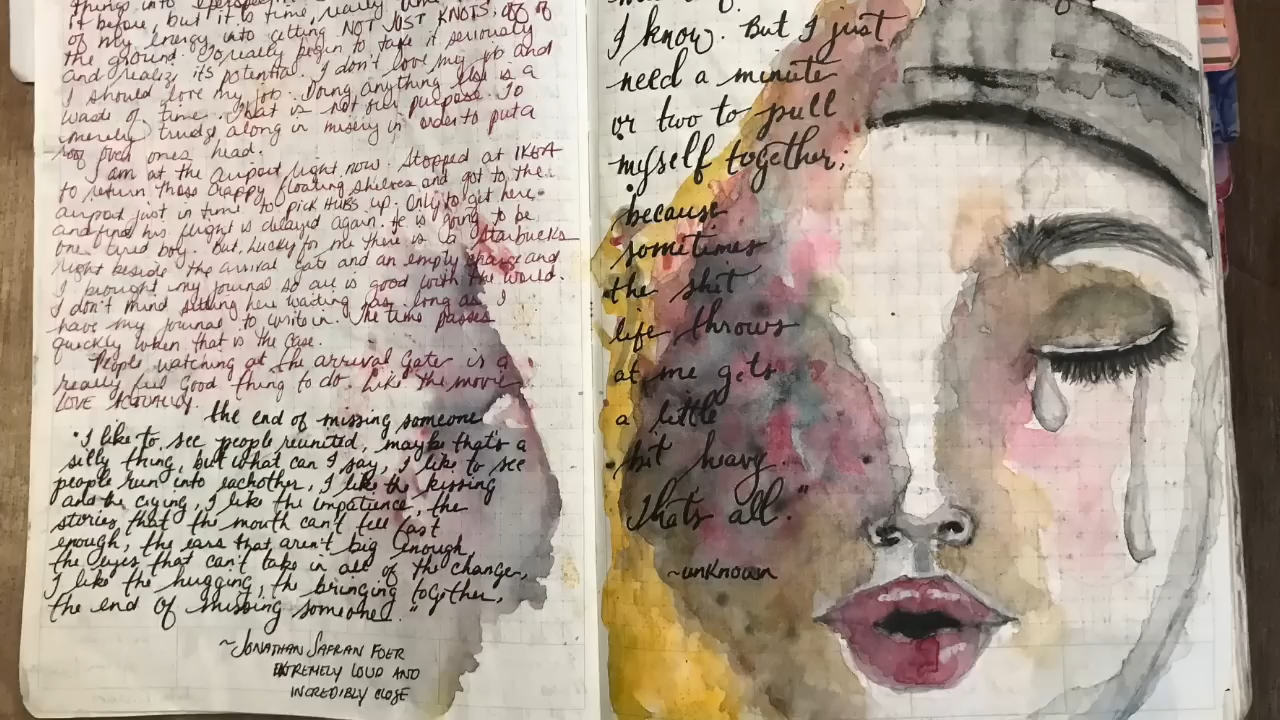 things into perspective.
it before, but it is time, really time
of my energy into getting NOT JUST KNOTS, off of
the ground. To really begin to take it seriously
and realize its potential. I don't love my job and
I should love my job. Doing anything else is a
waste of time. That is not our purpose. To
merely trudge along in misery in order to put a
roof over ones head.
I am at the airport right now. Stopped at IKEA
to return those crappy floating shelves and got to the
airport just in time to pick HUBS up. Only to get here
and find his flight is delayed again. He is going to be
one tired boy. But, lucky for me there is a Starbucks
right beside the arrival gate and an empty chair and
I brought my journal so all is good with the world.
I don't mind sitting here waiting as long as I
have my journal to write in. The time passes
quickly when that is the case.
People watching at the arrival gate is a
really feel good thing to do. Like the movie
LOVE ACTUALLY.
the end of missing someone
"I like to see people reunited, maybe that's a
silly thing, but what can I say, I like to see
people run into eachother, I like the kissing
and the crying, I like the impatience, the
stories that the mouth can't tell fast
enough, the ears that aren't big enough
the eyes that can't take in all of the change,
I like the hugging, the bringing together,
the end of missing someone."
~JONATHAN SAFRAN FOER
EXTREMELY LOUD AND
INCREDIBLY CLOSE
I know. But I just
need a minute
or two to pull
myself together;
because
sometimes
the shit
life throws
at me gets
a little
bit heavy.
That's all."
~unknown